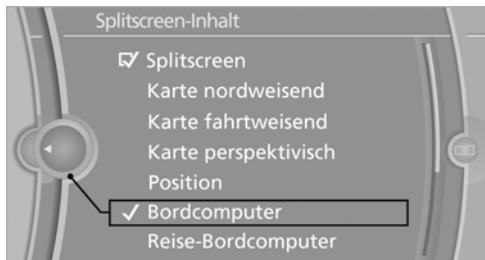 Splitscreen-Inhalt
Splitscreen
Karte nordweisend
Karte fahrtweisend
Karte perspektivisch
Position
Bordcomputer
Reise-Bordcomputer